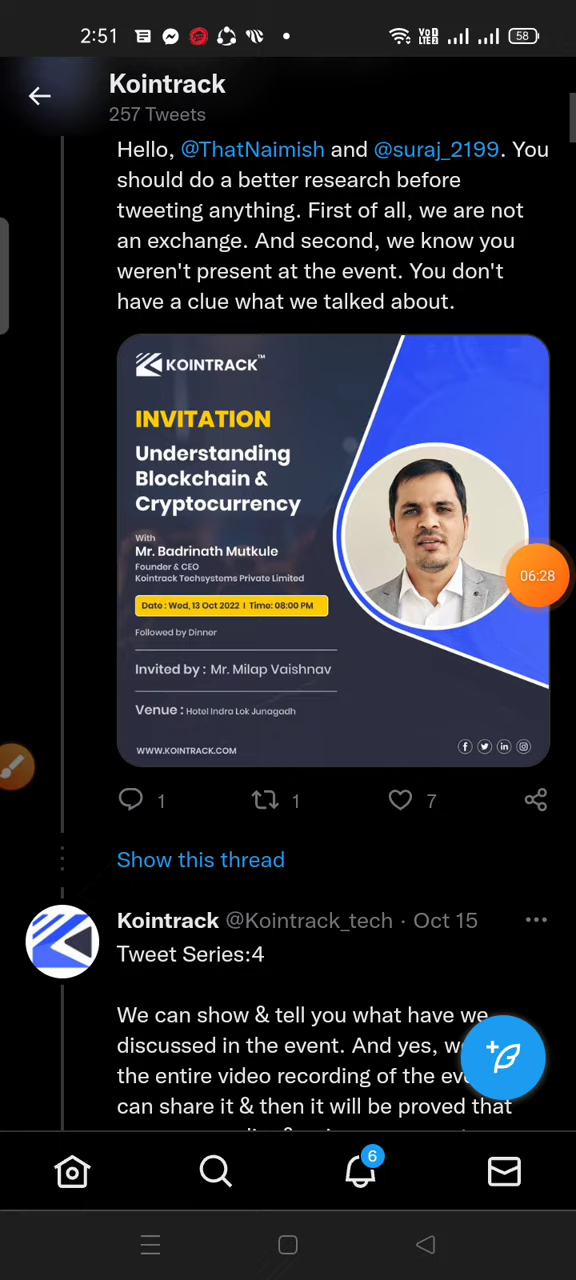 2:51
VoD
LTE2
58
Kointrack
257 Tweets
Hello, @ThatNaimish and @suraj_2199. You
should do a better research before
tweeting anything. First of all, we are not
an exchange. And second, we know you
weren't present at the event. You don't
have a clue what we talked about.
KOINTRACK™
INVITATION
Understanding
Blockchain &
Cryptocurrency
With
Mr. Badrinath Mutkule
Founder & CEO
Kointrack Techsystems Private Limited
Date : Wed, 13 Oct 2022 I Time: 08:00 PM
Followed by Dinner
Invited by : Mr. Milap Vaishnav
Venue : Hotel Indra Lok Junagadh
WWW.KOINTRACK.COM
06:28
1
1
7
Show this thread
Kointrack @Kointrack_tech · Oct 15
Tweet Series:4
We can show & tell you what have we
discussed in the event. And yes,
the entire video recording of the
can share it & then it will be proved that
6